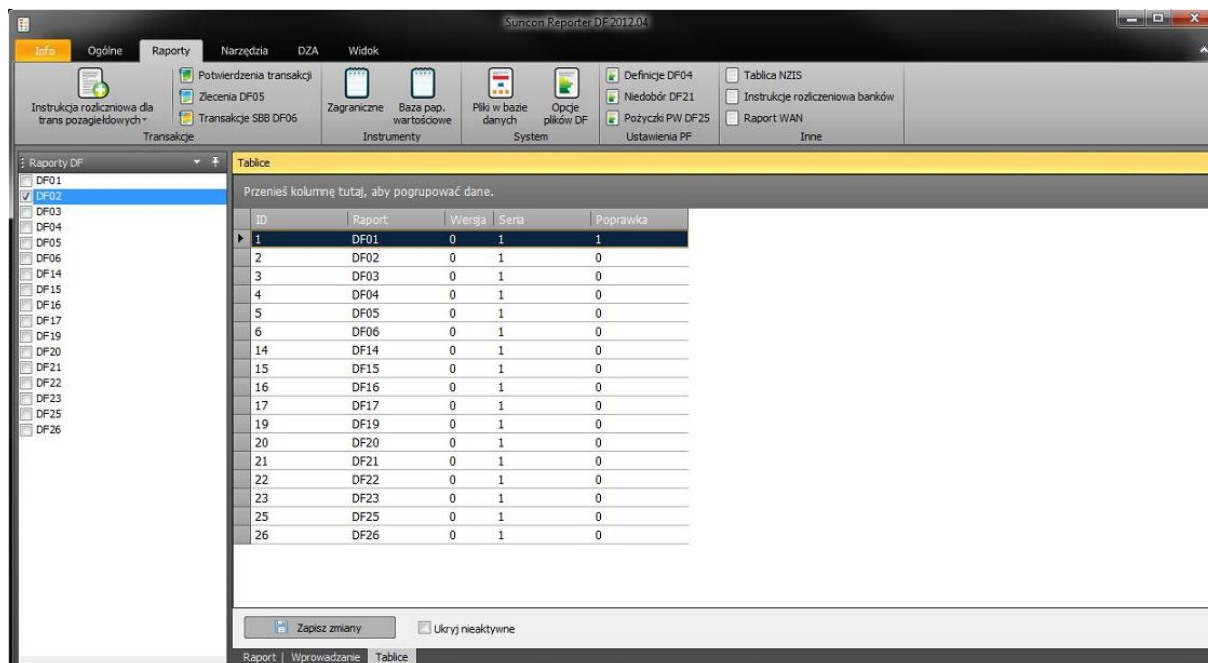 Suncon Reporter DF 2012.04
Info Ogólne Raporty Narzędzia DZA Widok
Instrukcja rozliczniowa dla trans pozagiełdowych
Potwierdzenia transakcji
Zlecenia DF05
Transakcje SBB DF06
Transakcje
Zagraniczne
Baza pap. wartościowe
Instrumenty
Pliki w bazie danych
Opcje plików DF
System
Definicje DF04
Niedobór DF21
Pożyczki PW DF25
Ustawienia PF
Tablica NZIS
Instrukcje rozliczeniowa banków
Raport WAN
Inne
Raporty DF
DF01
DF02
DF03
DF04
DF05
DF06
DF14
DF15
DF16
DF17
DF19
DF20
DF21
DF22
DF23
DF25
DF26
Tablice
Przenieś kolumnę tutaj, aby pogrupować dane.
ID Raport Wersja Seria Poprawka
1 DF01 0 1 1
2 DF02 0 1 0
3 DF03 0 1 0
4 DF04 0 1 0
5 DF05 0 1 0
6 DF06 0 1 0
14 DF14 0 1 0
15 DF15 0 1 0
16 DF16 0 1 0
17 DF17 0 1 0
19 DF19 0 1 0
20 DF20 0 1 0
21 DF21 0 1 0
22 DF22 0 1 0
23 DF23 0 1 0
25 DF25 0 1 0
26 DF26 0 1 0
Zapisz zmiany Ukryj nieaktywne
Raport | Wprowadzanie Tablice